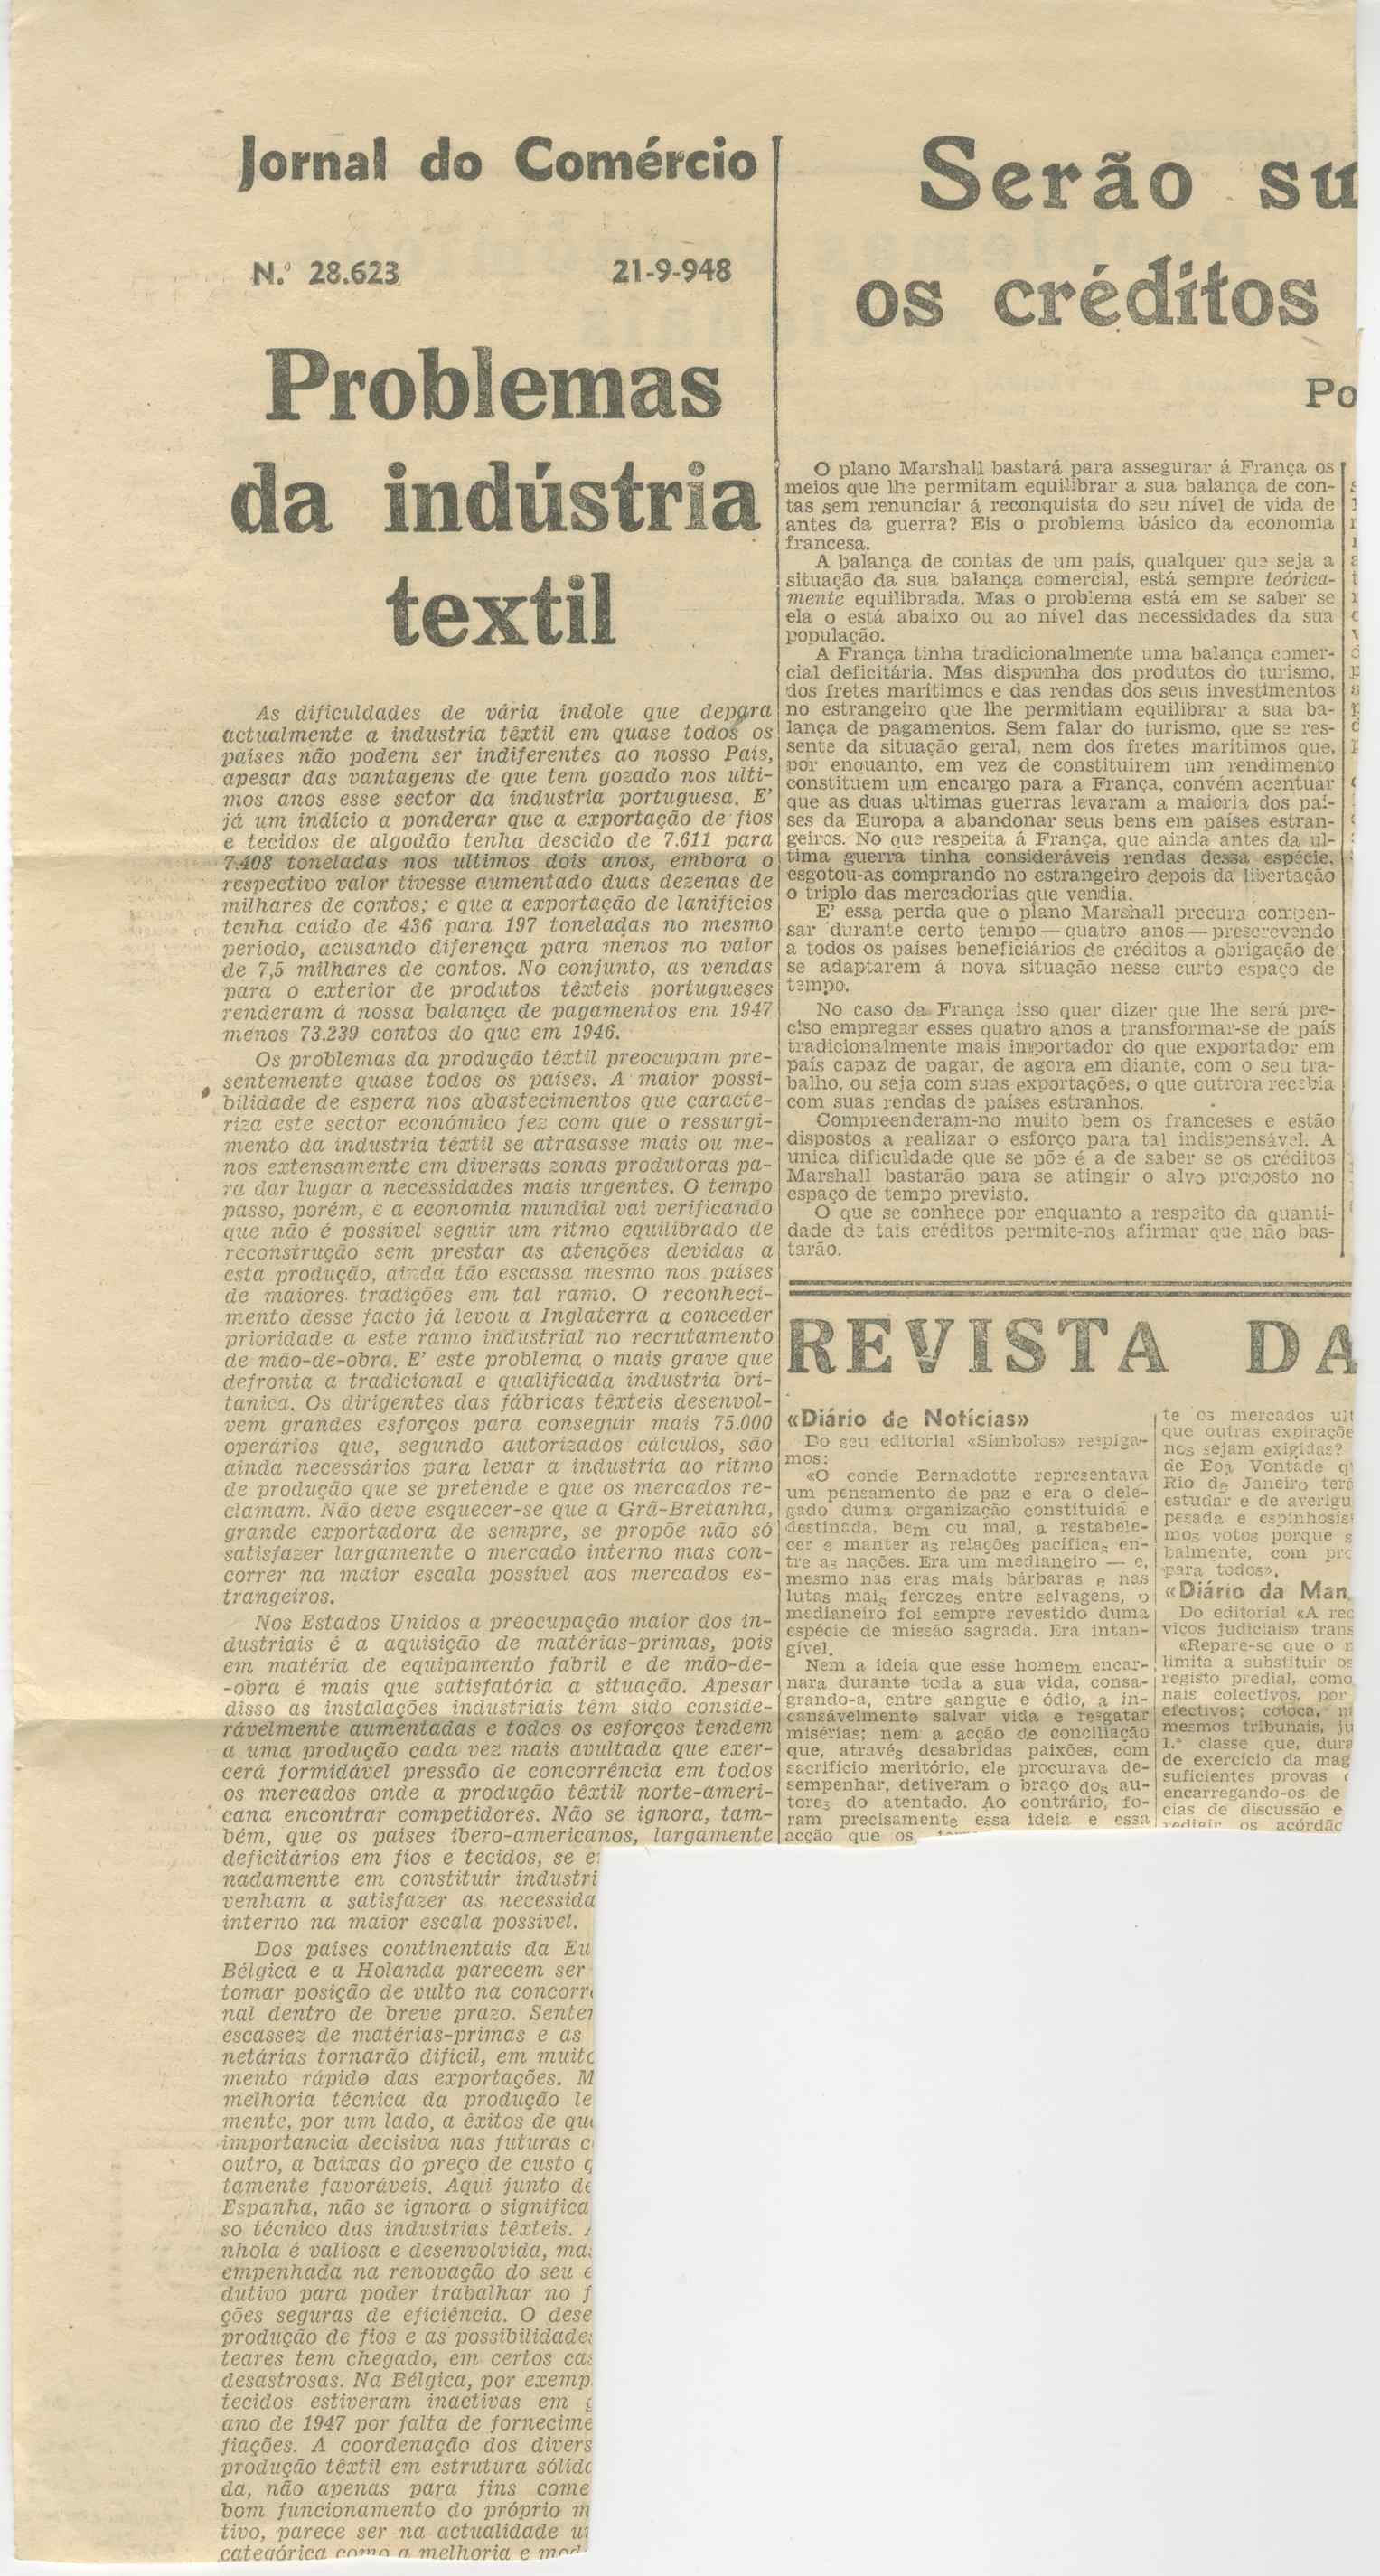 Jornal do Comércio
N.º 28.623 21-9-948
Problemas
da indústria
textil
As dificuldades de vária indole que depara
actualmente a industria têxtil em quase todos os
países não podem ser indiferentes ao nosso País,
apesar das vantagens de que tem gozado nos ulti-
mos anos esse sector da industria portuguesa. E'
já um indício a ponderar que a exportação de fios
e tecidos de algodão tenha descido de 7.611 para
7.408 toneladas nos ultimos dois anos, embora o
respectivo valor tivesse aumentado duas dezenas de
milhares de contos; e que a exportação de lanifícios
tenha caído de 436 para 197 toneladas no mesmo
período, acusando diferença para menos no valor
de 7,5 milhares de contos. No conjunto, as vendas
para o exterior de produtos têxteis portugueses
renderam á nossa balança de pagamentos em 1947
menos 73.239 contos do que em 1946.
Os problemas da produção têxtil preocupam pre-
sentemente quase todos os países. A maior possi-
bilidade de espera nos abastecimentos que caracte-
riza este sector económico fez com que o ressurgi-
mento da industria têxtil se atrasasse mais ou me-
nos extensamente em diversas zonas produtoras pa-
ra dar lugar a necessidades mais urgentes. O tempo
passo, porém, e a economia mundial vai verificando
que não é possivel seguir um ritmo equilibrado de
reconstrução sem prestar as atenções devidas a
esta produção, ainda tão escassa mesmo nos países
de maiores tradições em tal ramo. O reconheci-
mento desse facto já levou a Inglaterra a conceder
prioridade a este ramo industrial no recrutamento
de mão-de-obra. E' este problema o mais grave que
defronta a tradicional e qualificada industria bri-
tanica. Os dirigentes das fábricas têxteis desenvol-
vem grandes esforços para conseguir mais 75.000
operários que, segundo autorizados cálculos, são
ainda necessários para levar a industria ao ritmo
de produção que se pretende e que os mercados re-
clamam. Não deve esquecer-se que a Grã-Bretanha,
grande exportadora de sempre, se propõe não só
satisfazer largamente o mercado interno mas con-
correr na maior escala possível aos mercados es-
trangeiros.
Nos Estados Unidos a preocupação maior dos in-
dustriais é a aquisição de matérias-primas, pois
em matéria de equipamento fabril e de mão-de-
-obra é mais que satisfatória a situação. Apesar
disso as instalações industriais têm sido conside-
rávelmente aumentadas e todos os esforços tendem
a uma produção cada vez mais avultada que exer-
cerá formidável pressão de concorrência em todos
os mercados onde a produção têxtil norte-ameri-
cana encontrar competidores. Não se ignora, tam-
bém, que os países ibero-americanos, largamente
deficitários em fios e tecidos, se e
nadamente em constituir industri
venham a satisfazer as necessida
interno na maior escala possivel.
Dos países continentais da Eu
Bélgica e a Holanda parecem ser
tomar posição de vulto na concorr
nal dentro de breve prazo. Sente
escassez de matérias-primas e as
netárias tornarão dificil, em muit
mento rápido das exportações. M
melhoria técnica da produção le
mente, por um lado, a êxitos de qu
importancia decisiva nas futuras c
outro, a baixas do preço de custo q
tamente favoráveis. Aqui junto de
Espanha, não se ignora o significa
so técnico das industrias têxteis.
nhola é valiosa e desenvolvida, ma
empenhada na renovação do seu e
dutivo para poder trabalhar no f
ções seguras de eficiência. O dese
produção de fios e as possibilidade
teares tem chegado, em certos ca
desastrosas. Na Bélgica, por exemp
tecidos estiveram inactivas em
ano de 1947 por falta de fornecime
fiações. A coordenação dos divers
produção têxtil em estrutura sólid
da, não apenas para fins come
bom funcionamento do próprio m
tivo, parece ser na actualidade u
categórica como a melhoria e mod
Serão su
os créditos
Po
O plano Marshall bastará para assegurar á França os
meios que lhe permitam equilibrar a sua balança de con-
tas sem renunciar á reconquista do seu nível de vida de
antes da guerra? Eis o problema básico da economia
francesa.
A balança de contas de um país, qualquer que seja a
situação da sua balança comercial, está sempre teórica-
mente equilibrada. Mas o problema está em se saber se
ela o está abaixo ou ao nível das necessidades da sua
população.
A França tinha tradicionalmente uma balança comer-
cial deficitária. Mas dispunha dos produtos do turismo,
dos fretes marítimos e das rendas dos seus investimentos
no estrangeiro que lhe permitiam equilibrar a sua ba-
lança de pagamentos. Sem falar do turismo, que se res-
sente da situação geral, nem dos fretes marítimos que,
por enquanto, em vez de constituirem um rendimento
constituem um encargo para a França, convém acentuar
que as duas ultimas guerras levaram a maioria dos paí-
ses da Europa a abandonar seus bens em países estran-
geiros. No que respeita á França, que ainda antes da ul-
tima guerra tinha consideráveis rendas dessa espécie,
esgotou-as comprando no estrangeiro depois da libertação
o triplo das mercadorias que vendia.
E' essa perda que o plano Marshall procura compen-
sar durante certo tempo — quatro anos — prescrevendo
a todos os países beneficiários de créditos a obrigação de
se adaptarem á nova situação nesse curto espaço de
tempo.
No caso da França isso quer dizer que lhe será pre-
ciso empregar esses quatro anos a transformar-se de país
tradicionalmente mais importador do que exportador em
país capaz de pagar, de agora em diante, com o seu tra-
balho, ou seja com suas exportações, o que outrora recebia
com suas rendas de países estranhos.
Compreenderam-no muito bem os franceses e estão
dispostos a realizar o esforço para tal indispensável. A
unica dificuldade que se põe é a de saber se os créditos
Marshall bastarão para se atingir o alvo proposto no
espaço de tempo previsto.
O que se conhece por enquanto a respeito da quanti-
dade de tais créditos permite-nos afirmar que não bas-
tarão.
REVISTA DA
«Diário de Notícias»
Do seu editorial «Símbolos» respiga-
mos:
«O conde Bernadotte representava
um pensamento de paz e era o dele-
gado duma organização constituída e
destinada, bem ou mal, a restabele-
cer e manter as relações pacíficas en-
tre as nações. Era um medianeiro — e,
mesmo nas eras mais bárbaras e nas
lutas mais ferozes entre selvagens, o
medianeiro foi sempre revestido duma
espécie de missão sagrada. Era intan-
gível.
Nem a ideia que esse homem encar-
nara durante toda a sua vida, consa-
grando-a, entre sangue e ódio, a in-
cansávelmente salvar vida e resgatar
misérias; nem a acção de conciliação
que, através desabridas paixões, com
sacrifício meritório, ele procurava de-
sempenhar, detiveram o braço dos au-
tores do atentado. Ao contrário, fo-
ram precisamente essa ideia e essa
acção que os
te os mercados ult
que outras expiraçõe
nos sejam exigidas?
de Boa Vontade q
Rio de Janeiro terá
estudar e de averigu
pesada e espinhosís
mos votos porque s
balmente, com pro
para todos».
«Diário da Man
Do editorial «A rec
viços judiciais» trans
«Repare-se que o r
limita a substituir os
registo predial, como
nais colectivos, por
efectivos; coloca, n
mesmos tribunais, ju
1.ª classe que, dura
de exercício da mag
suficientes provas
encarregando-os de
cias de discussão e
redigir os acórdã